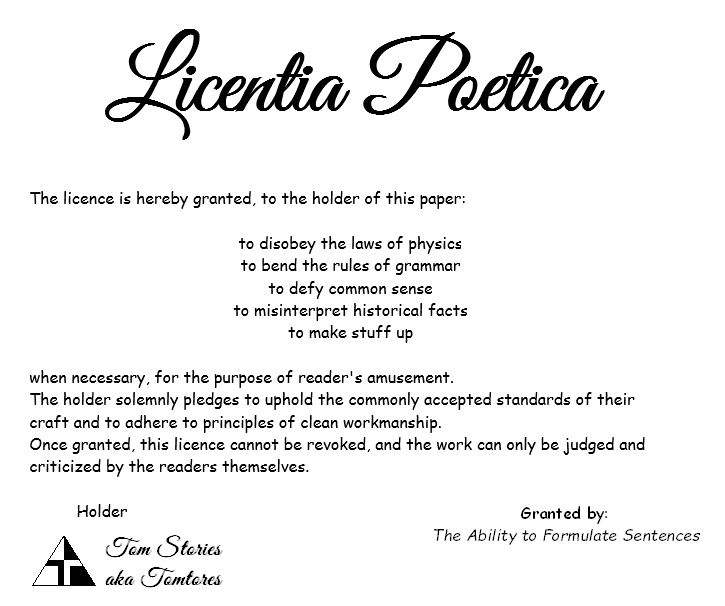 Licentia Poetica
The licence is hereby granted, to the holder of this paper:
to disobey the laws of physics
to bend the rules of grammar
to defy common sense
to misinterpret historical facts
to make stuff up
when necessary, for the purpose of reader's amusement.
The holder solemnly pledges to uphold the commonly accepted standards of their
craft and to adhere to principles of clean workmanship.
Once granted, this licence cannot be revoked, and the work can only be judged and
criticized by the readers themselves.
Holder
Tom Stories
aka Tomtores
Granted by:
The Ability to Formulate Sentences